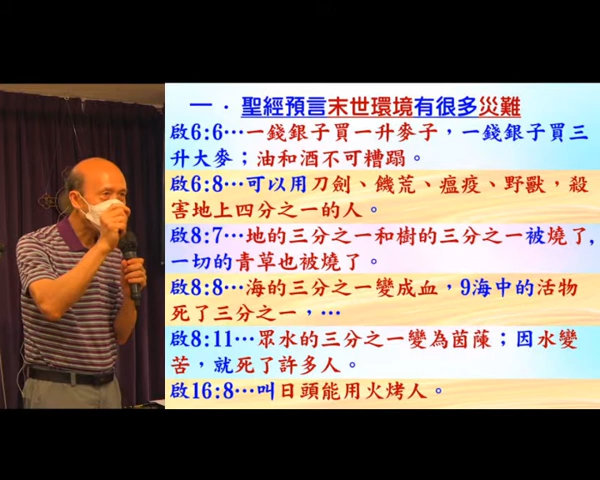 一．聖經預言末世環境有很多災難
啟6:6…一錢銀子買一升麥子，一錢銀子買三
升大麥；油和酒不可糟蹋。
啟6:8…可以用刀劍、饑荒、瘟疫、野獸，殺
害地上四分之一的人。
啟8:7…地的三分之一和樹的三分之一被燒了,
一切的青草也被燒了。
啟8:8…海的三分之一變成血，9海中的活物
死了三分之一，…
啟8:11…眾水的三分之一變為茵蔯；因水變
苦，就死了許多人。
啟16:8…叫日頭能用火烤人。